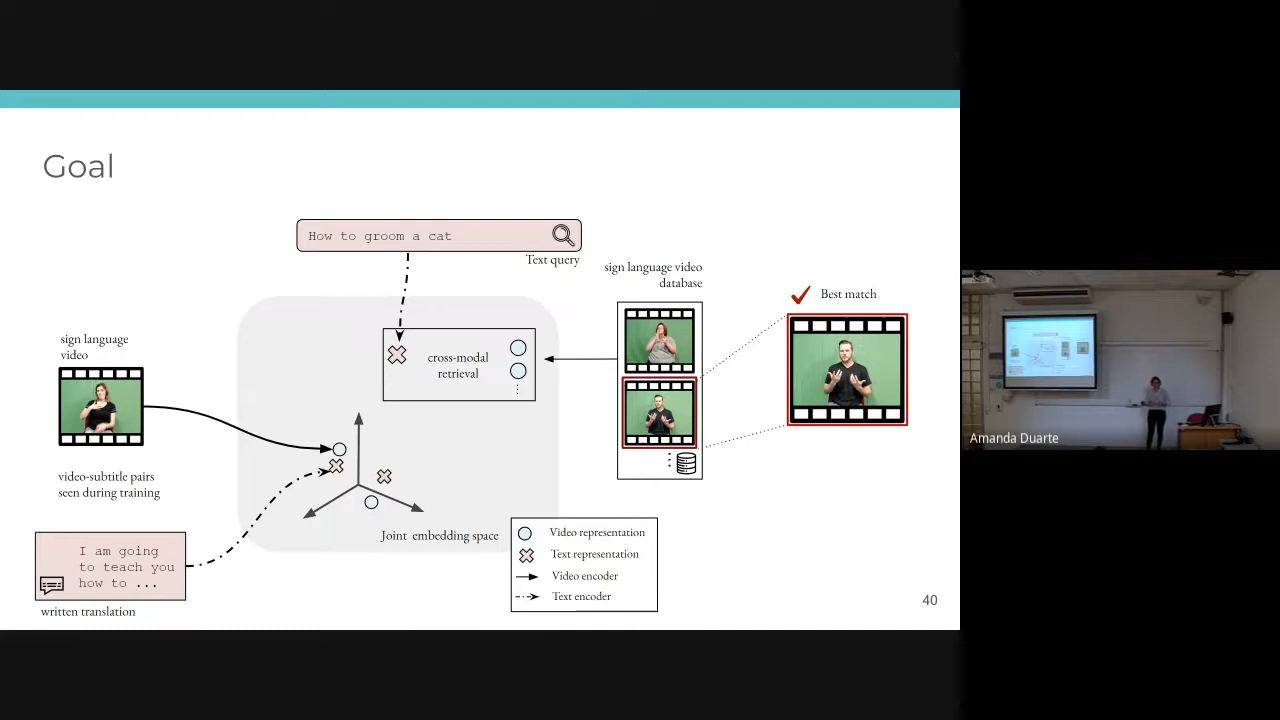 Goal
How to groom a cat
Text query
sign language video
database
Best match
sign language
video
cross-modal
retrieval
video-subtitle pairs
seen during training
Joint embedding space
I am going
to teach you
how to ...
written translation
Video representation
Text representation
Video encoder
Text encoder
40
Amanda Duarte